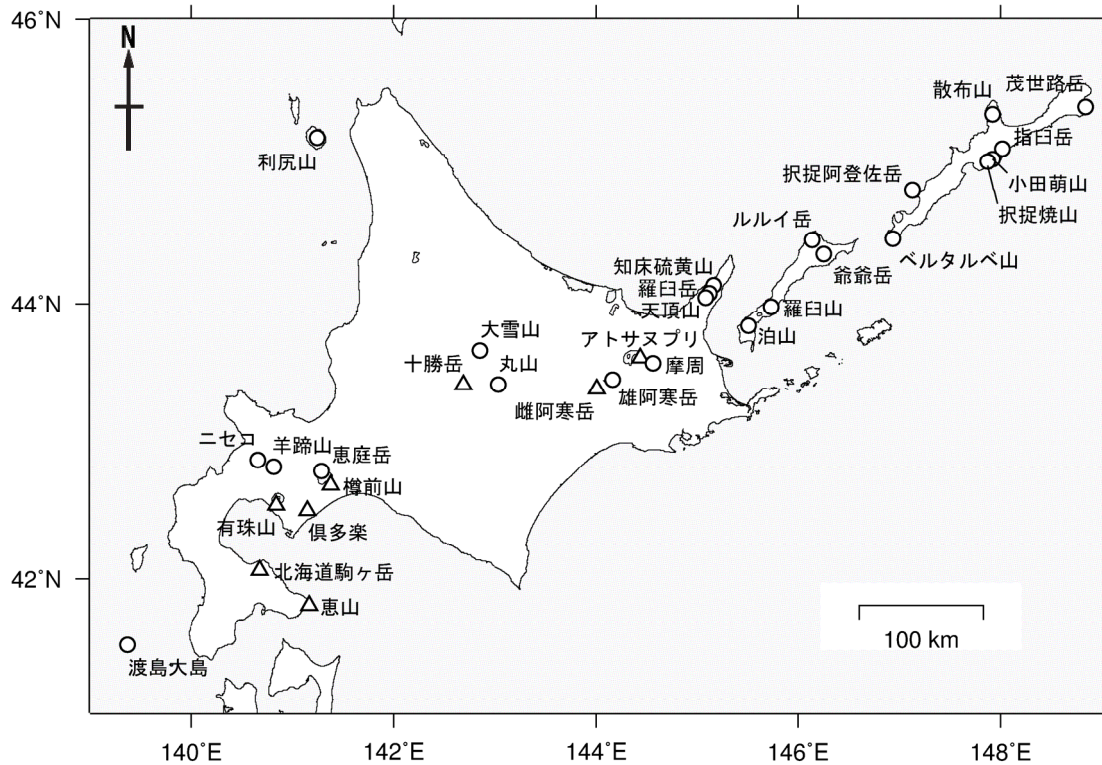 46°N
N
散布山
茂世路岳
指臼岳
利尻山
択捉阿登佐岳
小田萌山
択捉焼山
ルルイ岳
ベルタルベ山
知床硫黄山
爺爺岳
羅臼岳
44°N
天頂山
羅臼山
大雪山
アトサヌプリ
泊山
十勝岳
丸山
摩周
雌阿寒岳
雄阿寒岳
ニセコ
羊蹄山
恵庭岳
樽前山
有珠山
倶多楽
42°N
北海道駒ヶ岳
恵山
100 km
渡島大島
140°E
142°E
144°E
146°E
148°E